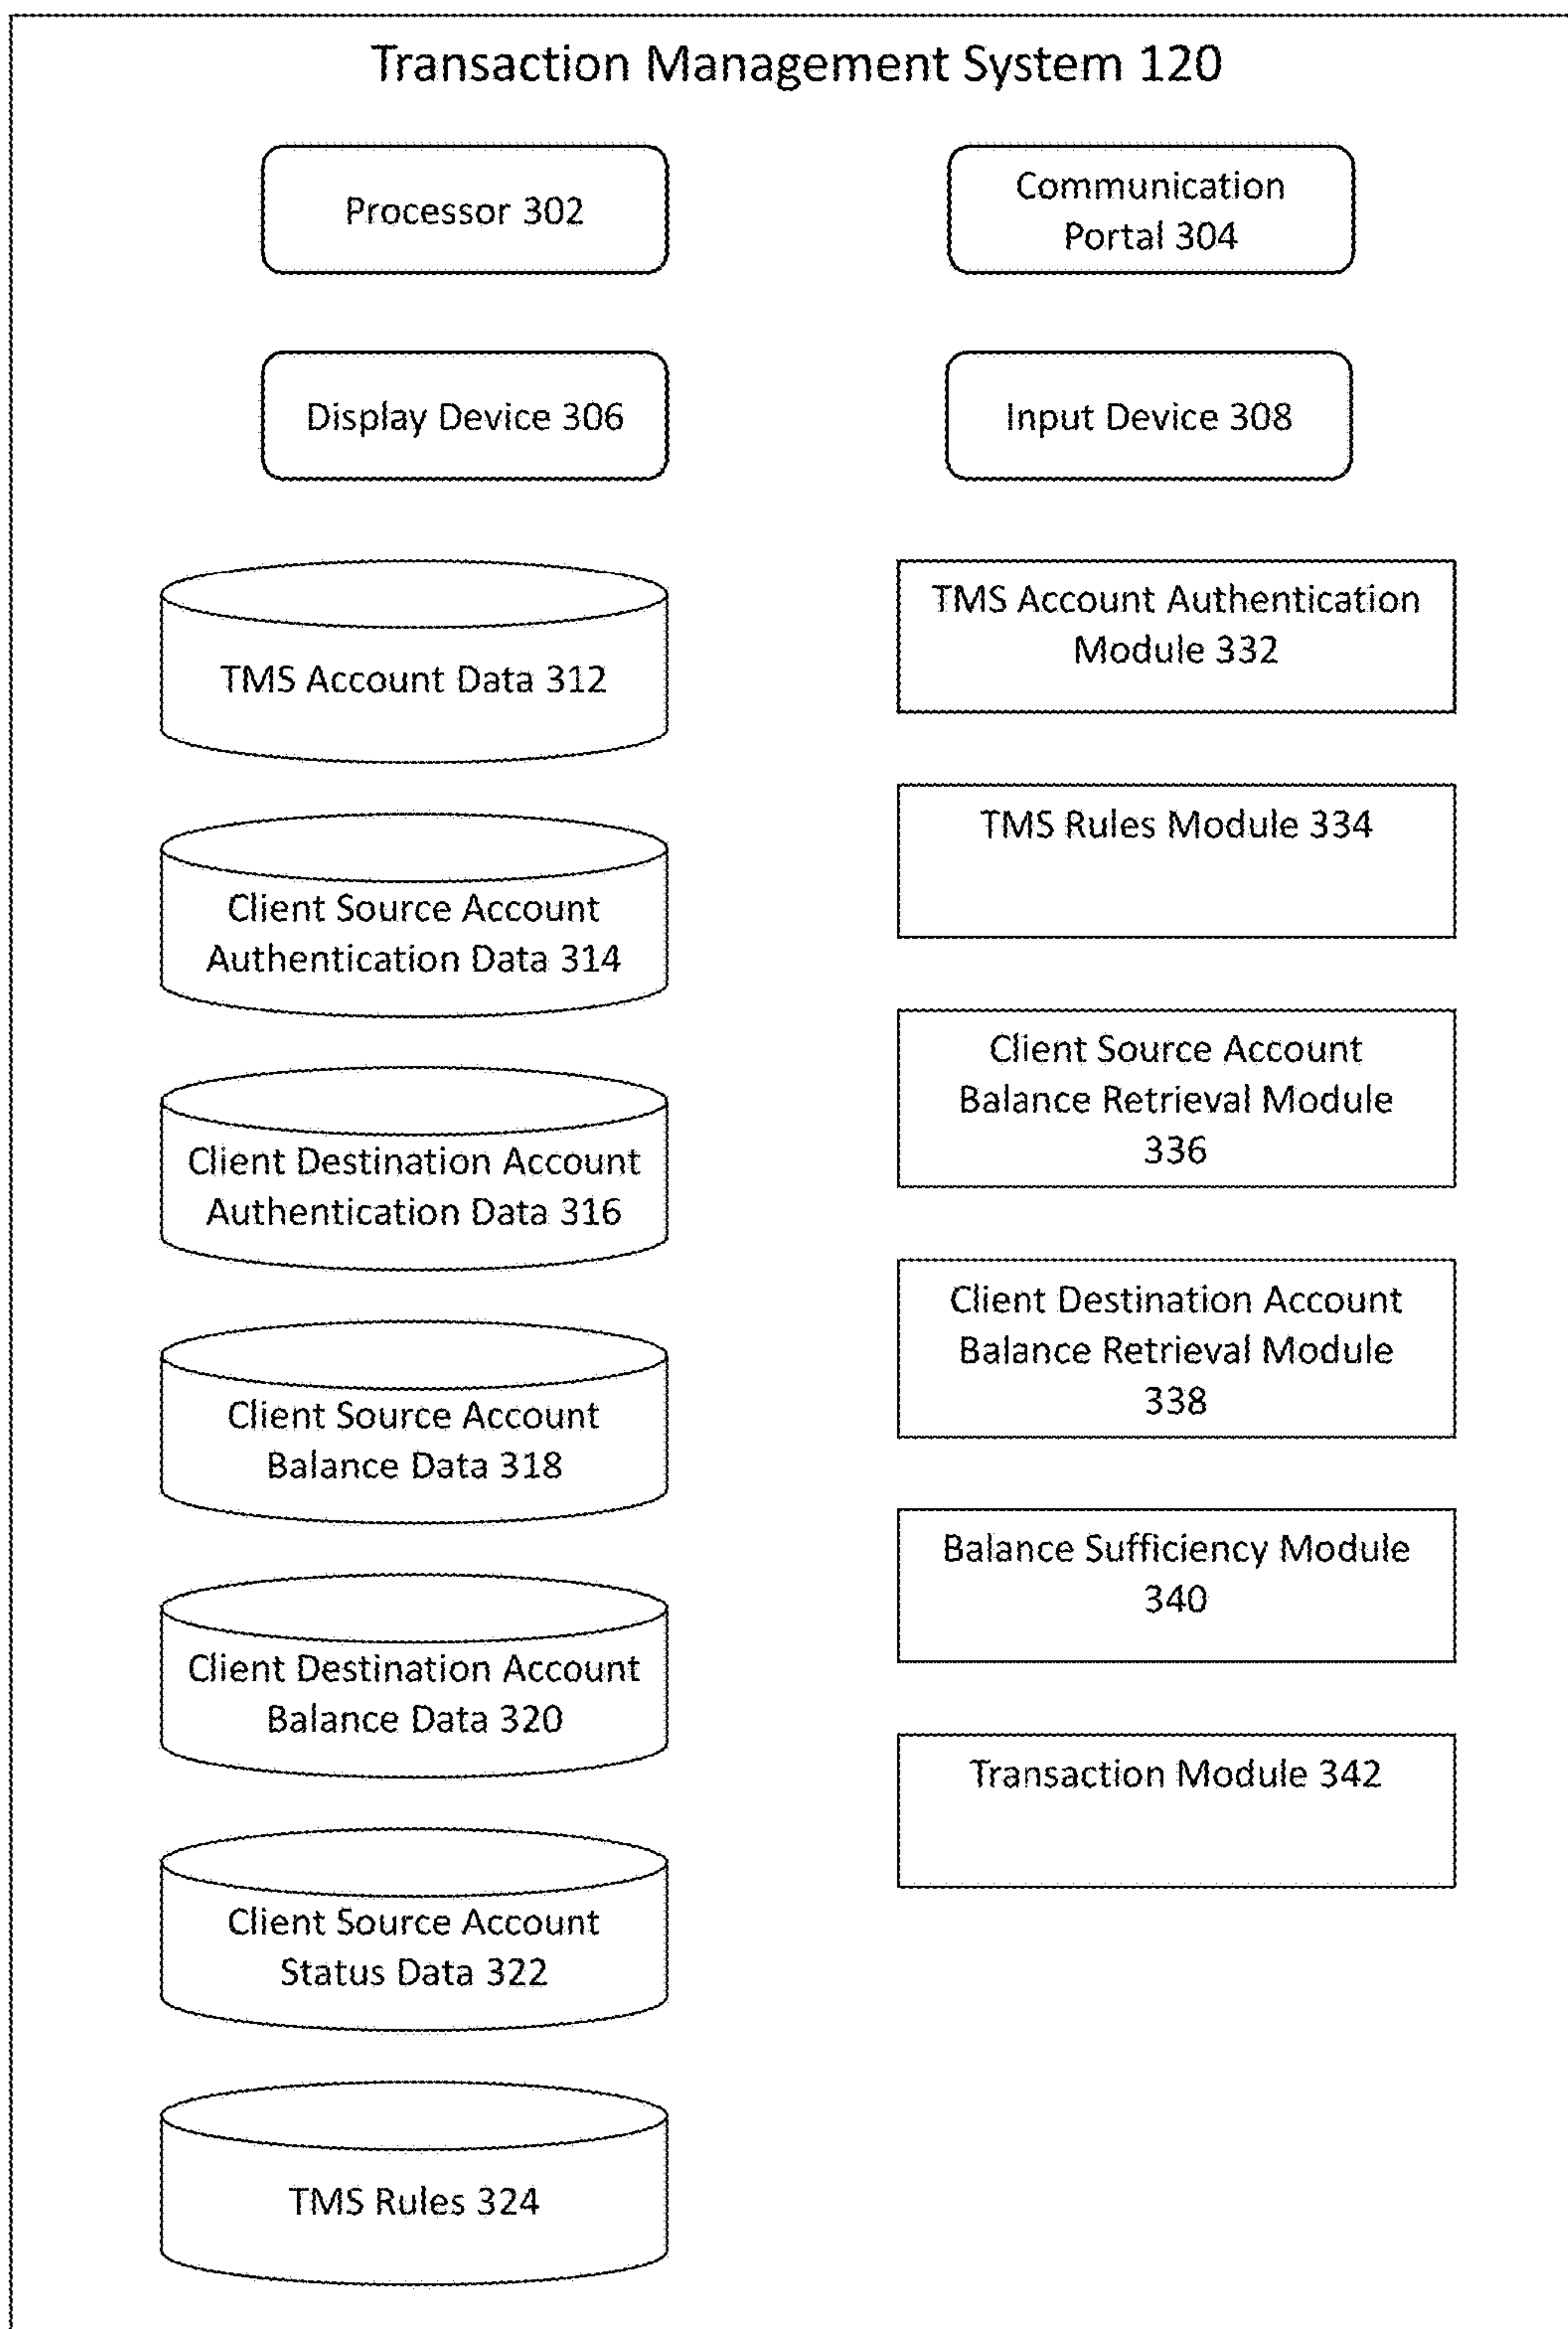 Transaction Management System 120
Processor 302
Communication
Portal 304
Display Device 306
Input Device 308
TMS Account Data 312
Client Source Account
Authentication Data 314
Client Destination Account
Authentication Data 316
Client Source Account
Balance Data 318
Client Destination Account
Balance Data 320
Client Source Account
Status Data 322
TMS Rules 324
TMS Account Authentication
Module 332
TMS Rules Module 334
Client Source Account
Balance Retrieval Module
336
Client Destination Account
Balance Retrieval Module
338
Balance Sufficiency Module
340
Transaction Module 342